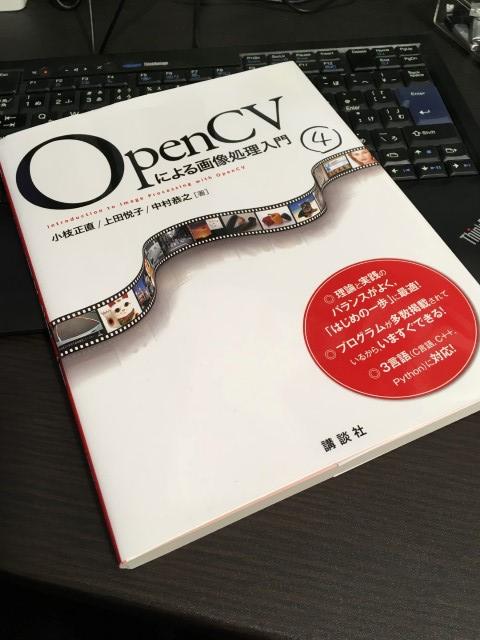 OpenCV
による画像処理入門
④
Introduction to Image Processing with OpenCV
小枝正直/上田悦子/中村恭之[著]
◎理論と実践の
バランスがよく、
「はじめの一歩」に最適!
◎プログラムが多数掲載されて
いるから、いますぐできる!
◎3言語(C言語、C++、
Python)に対応!
講談社
ThinkVantage
Enter
Shift
Think